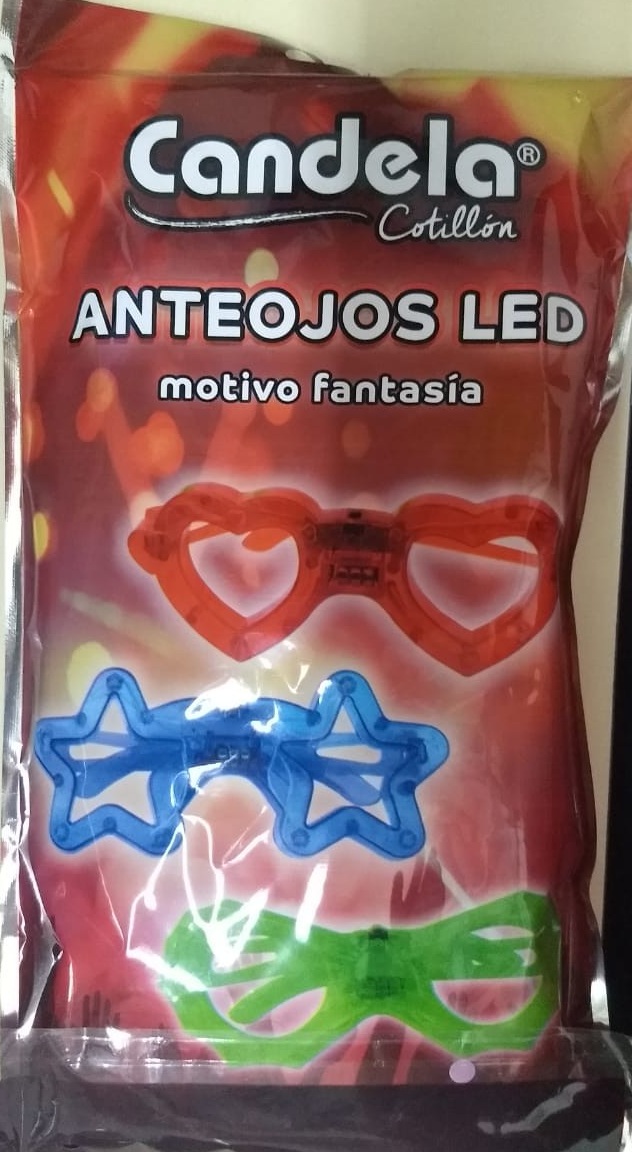 Candela®
Cotillón
ANTEOJOS LED
motivo fantasía